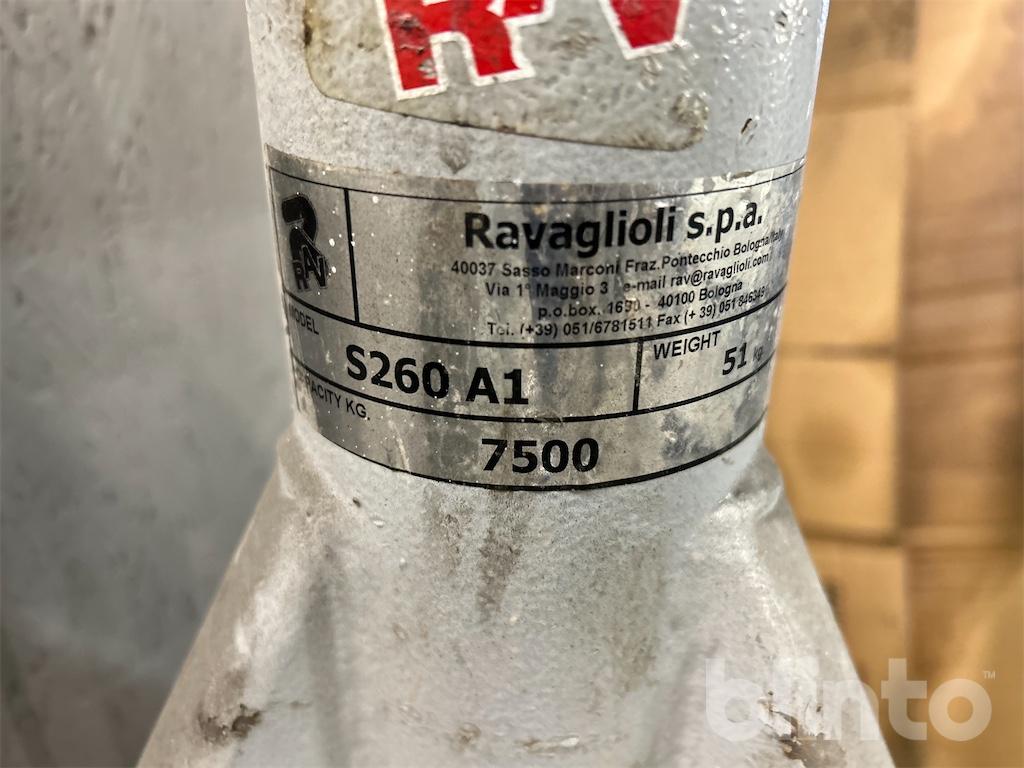 RAV
RAV
Ravaglioli s.p.a.
40037 Sasso Marconi Fraz.Pontecchio Bologna/Italy
Via 1° Maggio 3 e-mail rav@ravaglioli.com
p.o.box. 1690 - 40100 Bologna
Tel. (+39) 051/6781511 Fax (+ 39) 051 846349
MODEL
S260 A1
WEIGHT
51 kg
CAPACITY KG.
7500
blinto™